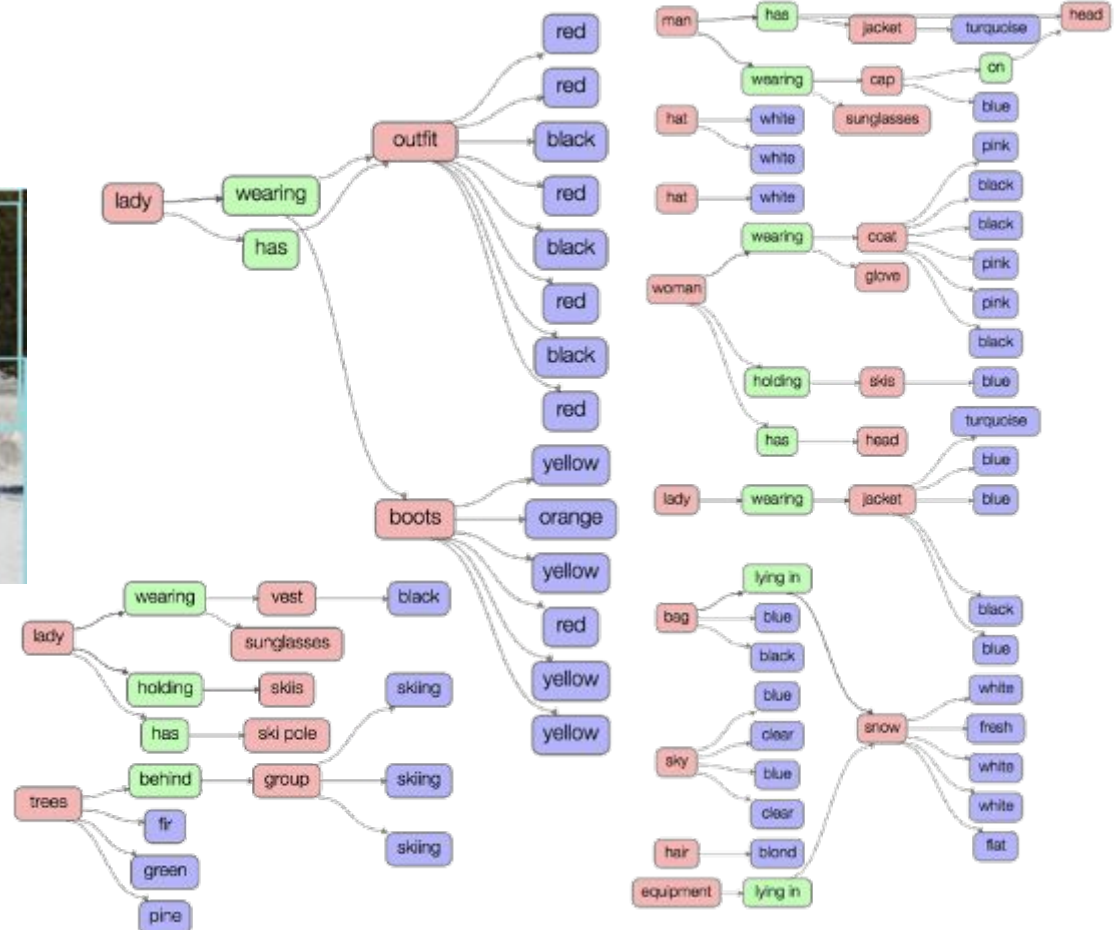 lady
wearing
has
outfit
red
red
black
red
black
red
black
red
boots
yellow
orange
yellow
red
yellow
yellow
lady
wearing
vest
black
sunglasses
holding
skiis
has
ski pole
trees
behind
group
skiing
skiing
skiing
fir
green
pine
man
has
jacket
turquoise
head
wearing
cap
on
blue
sunglasses
hat
white
white
hat
white
woman
wearing
coat
pink
black
black
pink
pink
black
glove
holding
skis
blue
has
head
lady
wearing
jacket
turquoise
blue
blue
black
blue
bag
lying in
blue
black
sky
blue
clear
blue
clear
snow
white
fresh
white
white
flat
hair
blond
equipment
lying in